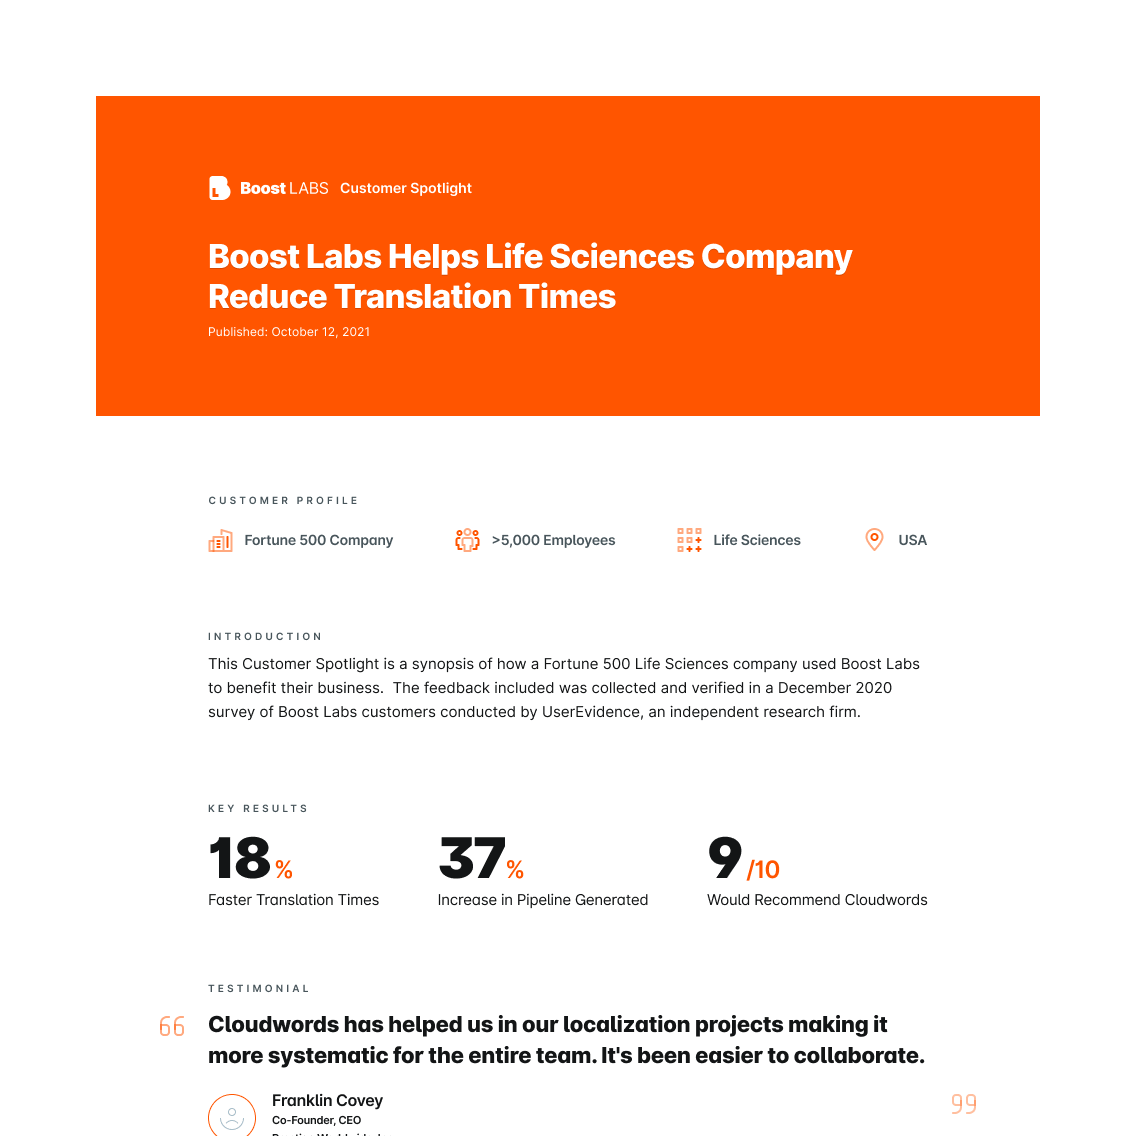 Boost LABS Customer Spotlight
Boost Labs Helps Life Sciences Company
Reduce Translation Times
Published: October 12, 2021
CUSTOMER PROFILE
Fortune 500 Company >5,000 Employees Life Sciences USA
INTRODUCTION
This Customer Spotlight is a synopsis of how a Fortune 500 Life Sciences company used Boost Labs
to benefit their business. The feedback included was collected and verified in a December 2020
survey of Boost Labs customers conducted by UserEvidence, an independent research firm.
KEY RESULTS
18% 37% 9/10
Faster Translation Times Increase in Pipeline Generated Would Recommend Cloudwords
TESTIMONIAL
Cloudwords has helped us in our localization projects making it
more systematic for the entire team. It's been easier to collaborate.
Franklin Covey
Co-Founder, CEO